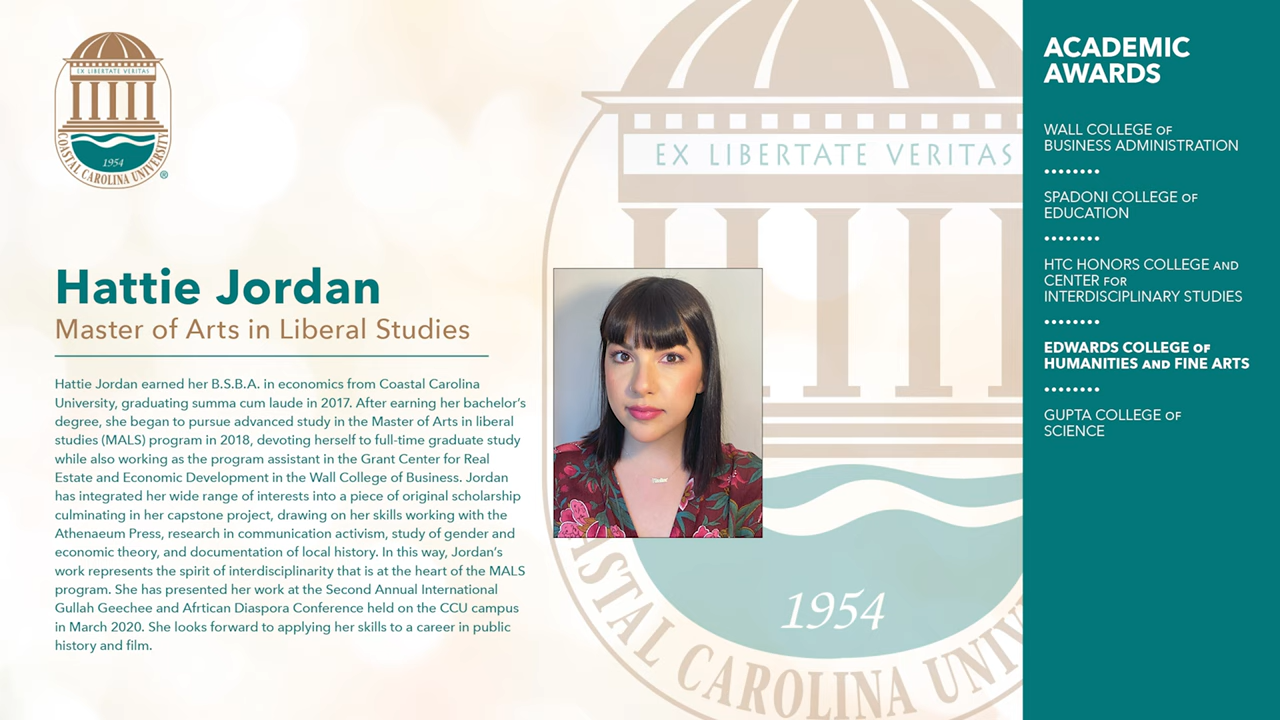 EX LIBERTATE VERITAS
1954
COASTAL CAROLINA UNIVERSITY
®
Hattie Jordan
Master of Arts in Liberal Studies
Hattie Jordan earned her B.S.B.A. in economics from Coastal Carolina
University, graduating summa cum laude in 2017. After earning her bachelor's
degree, she began to pursue advanced study in the Master of Arts in liberal
studies (MALS) program in 2018, devoting herself to full-time graduate study
while also working as the program assistant in the Grant Center for Real
Estate and Economic Development in the Wall College of Business. Jordan
has integrated her wide range of interests into a piece of original scholarship
culminating in her capstone project, drawing on her skills working with the
Athenaeum Press, research in communication activism, study of gender and
economic theory, and documentation of local history. In this way, Jordan's
work represents the spirit of interdisciplinarity that is at the heart of the MALS
program. She has presented her work at the Second Annual International
Gullah Geechee and Afrtican Diaspora Conference held on the CCU campus
in March 2020. She looks forward to applying her skills to a career in public
history and film.
EX LIBERTATE VERITAS
1954
ASTAL CAROLINA UNIV
ACADEMIC
AWARDS
WALL COLLEGE OF
BUSINESS ADMINISTRATION
SPADONI COLLEGE OF
EDUCATION
HTC HONORS COLLEGE AND
CENTER FOR
INTERDISCIPLINARY STUDIES
EDWARDS COLLEGE OF
HUMANITIES AND FINE ARTS
GUPTA COLLEGE OF
SCIENCE